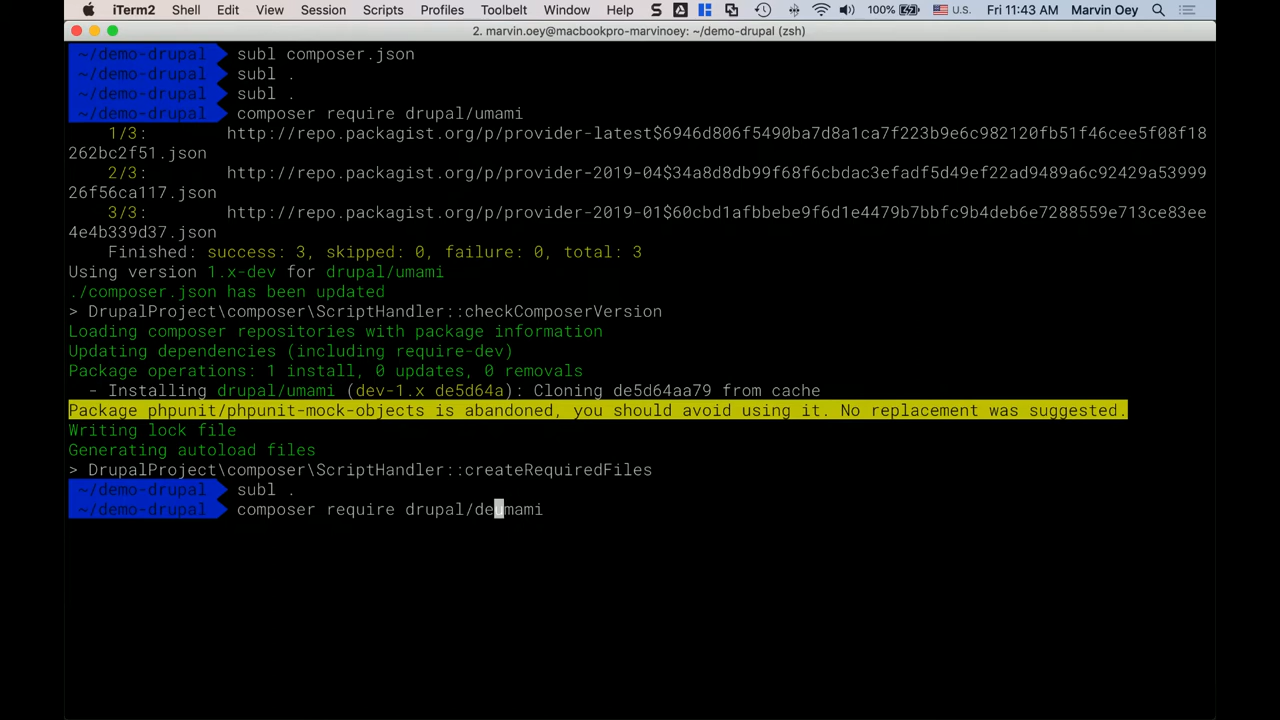 iTerm2 Shell Edit View Session Scripts Profiles Toolbelt Window Help 100% U.S. Fri 11:43 AM Marvin Oey
2. marvin.oey@macbookpro-marvinoey: ~/demo-drupal (zsh)
~/demo-drupal subl composer.json
~/demo-drupal subl .
~/demo-drupal subl .
~/demo-drupal composer require drupal/umami
1/3: http://repo.packagist.org/p/provider-latest$6946d806f5490ba7d8a1ca7f223b9e6c982120fb51f46cee5f08f18
262bc2f51.json
2/3: http://repo.packagist.org/p/provider-2019-04$34a8d8db99f68f6cbdac3efadf5d49ef22ad9489a6c92429a53999
26f56ca117.json
3/3: http://repo.packagist.org/p/provider-2019-01$60cbd1afbbebe9f6d1e4479b7bbfc9b4deb6e7288559e713ce83ee
4e4b339d37.json
Finished: success: 3, skipped: 0, failure: 0, total: 3
Using version 1.x-dev for drupal/umami
./composer.json has been updated
> DrupalProject\composer\ScriptHandler::checkComposerVersion
Loading composer repositories with package information
Updating dependencies (including require-dev)
Package operations: 1 install, 0 updates, 0 removals
- Installing drupal/umami (dev-1.x de5d64a): Cloning de5d64aa79 from cache
Package phpunit/phpunit-mock-objects is abandoned, you should avoid using it. No replacement was suggested.
Writing lock file
Generating autoload files
> DrupalProject\composer\ScriptHandler::createRequiredFiles
~/demo-drupal subl .
~/demo-drupal composer require drupal/deumami